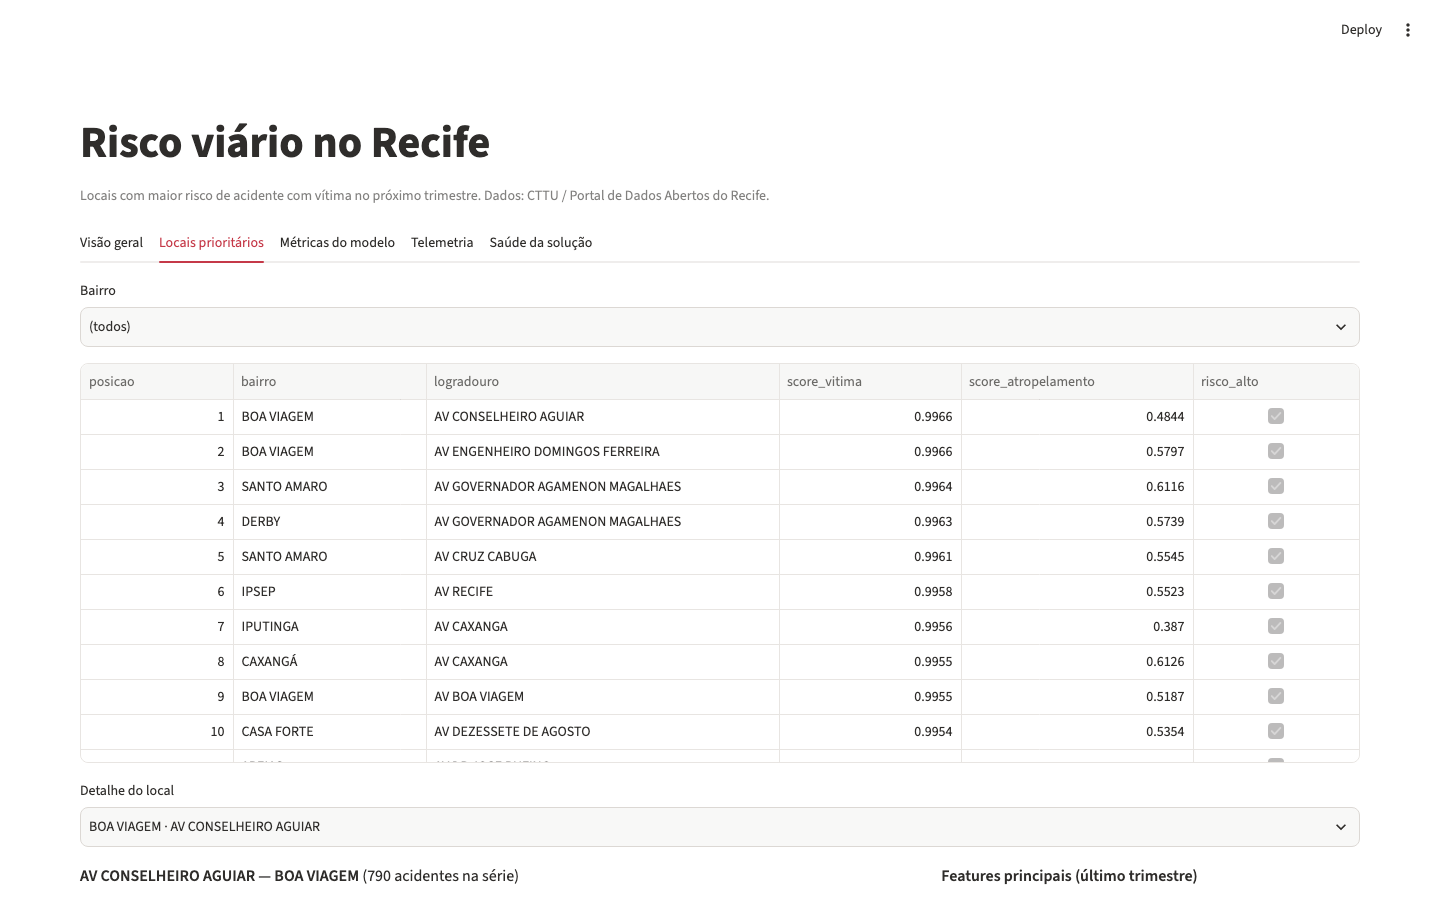 Deploy
Risco viário no Recife
Locais com maior risco de acidente com vítima no próximo trimestre. Dados: CTTU / Portal de Dados Abertos do Recife.
Visão geral Locais prioritários Métricas do modelo Telemetria Saúde da solução
Bairro
(todos)
posicao bairro logradouro score_vitima score_atropelamento risco_alto
1 BOA VIAGEM AV CONSELHEIRO AGUIAR 0.9966 0.4844
2 BOA VIAGEM AV ENGENHEIRO DOMINGOS FERREIRA 0.9966 0.5797
3 SANTO AMARO AV GOVERNADOR AGAMENON MAGALHAES 0.9964 0.6116
4 DERBY AV GOVERNADOR AGAMENON MAGALHAES 0.9963 0.5739
5 SANTO AMARO AV CRUZ CABUGA 0.9961 0.5545
6 IPSEP AV RECIFE 0.9958 0.5523
7 IPUTINGA AV CAXANGA 0.9956 0.387
8 CAXANGÁ AV CAXANGA 0.9955 0.6126
9 BOA VIAGEM AV BOA VIAGEM 0.9955 0.5187
10 CASA FORTE AV DEZESSETE DE AGOSTO 0.9954 0.5354
Detalhe do local
BOA VIAGEM · AV CONSELHEIRO AGUIAR
AV CONSELHEIRO AGUIAR — BOA VIAGEM (790 acidentes na série) Features principais (último trimestre)